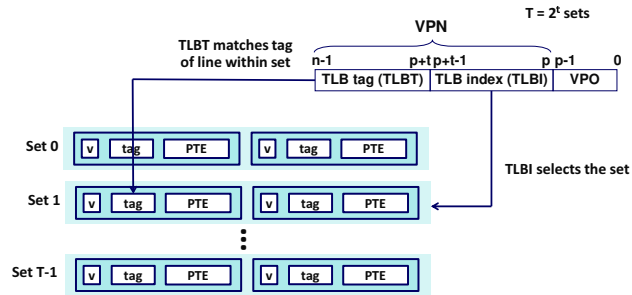 T = 2^t sets
VPN
TLBT matches tag
of line within set
n-1 p+t p+t-1 p p-1 0
TLB tag (TLBT) TLB index (TLBI) VPO
Set 0 v tag PTE v tag PTE
TLBI selects the set
Set 1 v tag PTE v tag PTE
Set T-1 v tag PTE v tag PTE